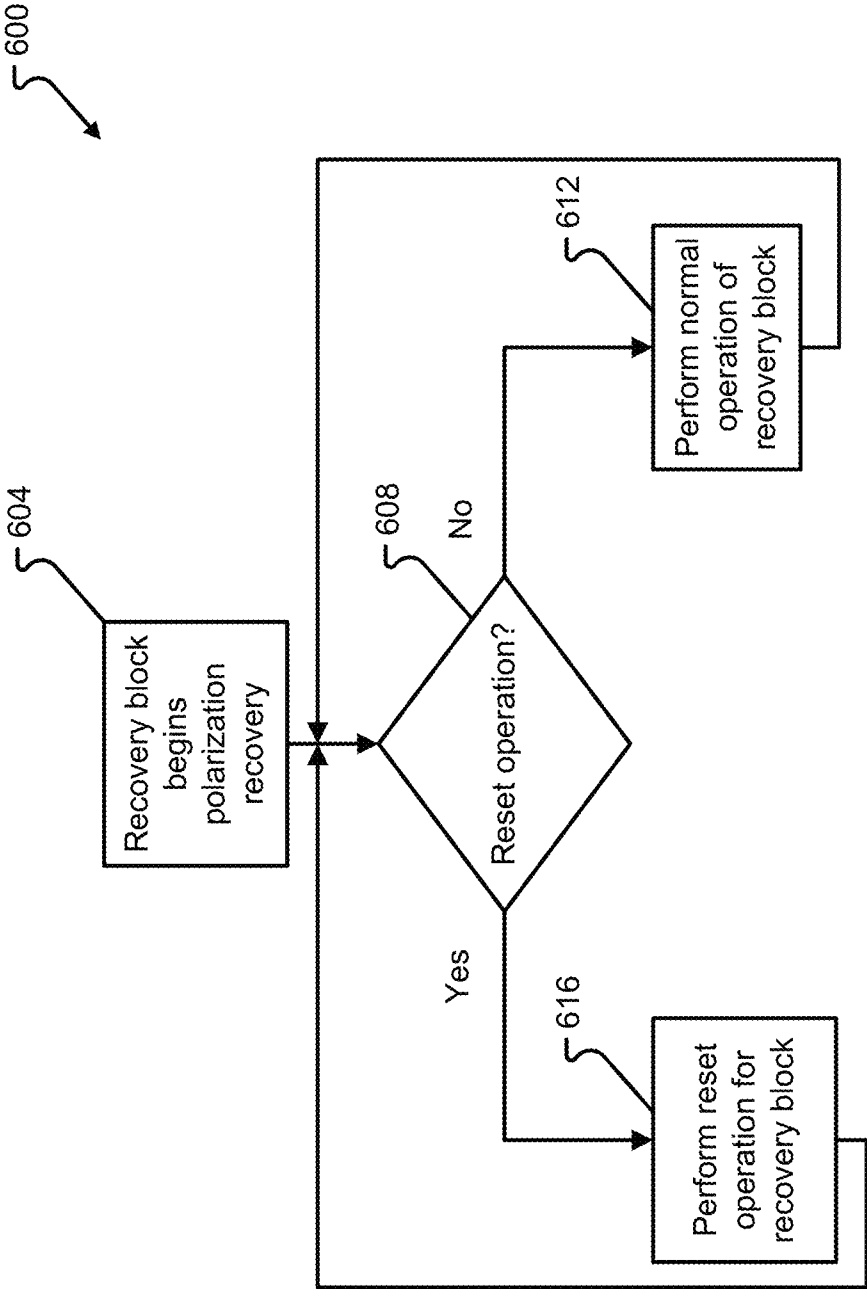 600
604
Recovery block
begins
polarization
recovery
608
Reset operation?
Yes
No
616
Perform reset
operation for
recovery block
612
Perform normal
operation of
recovery block